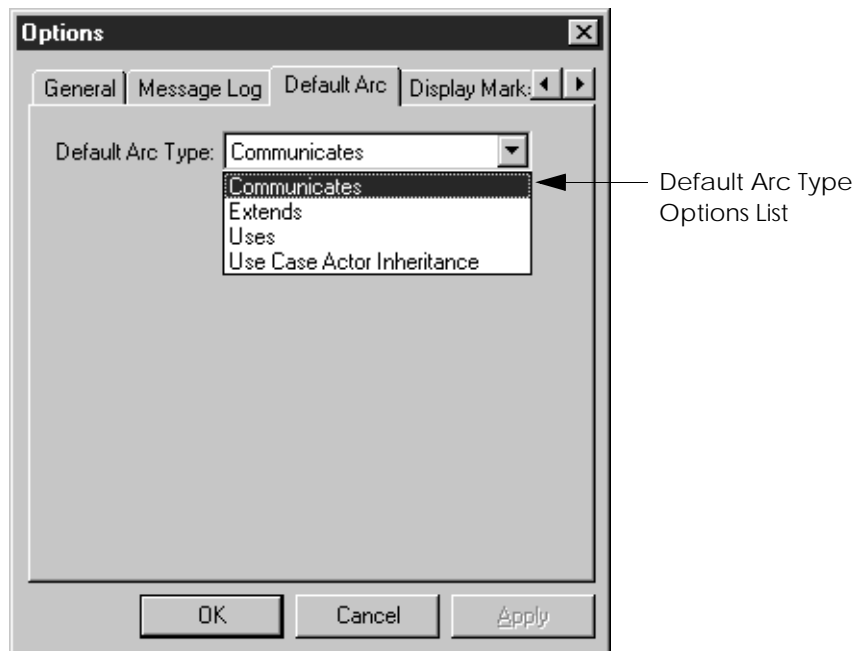 Options
General Message Log Default Arc Display Mark:
Default Arc Type: Communicates
Communicates
Extends
Uses
Use Case Actor Inheritance
Default Arc Type
Options List
OK Cancel Apply